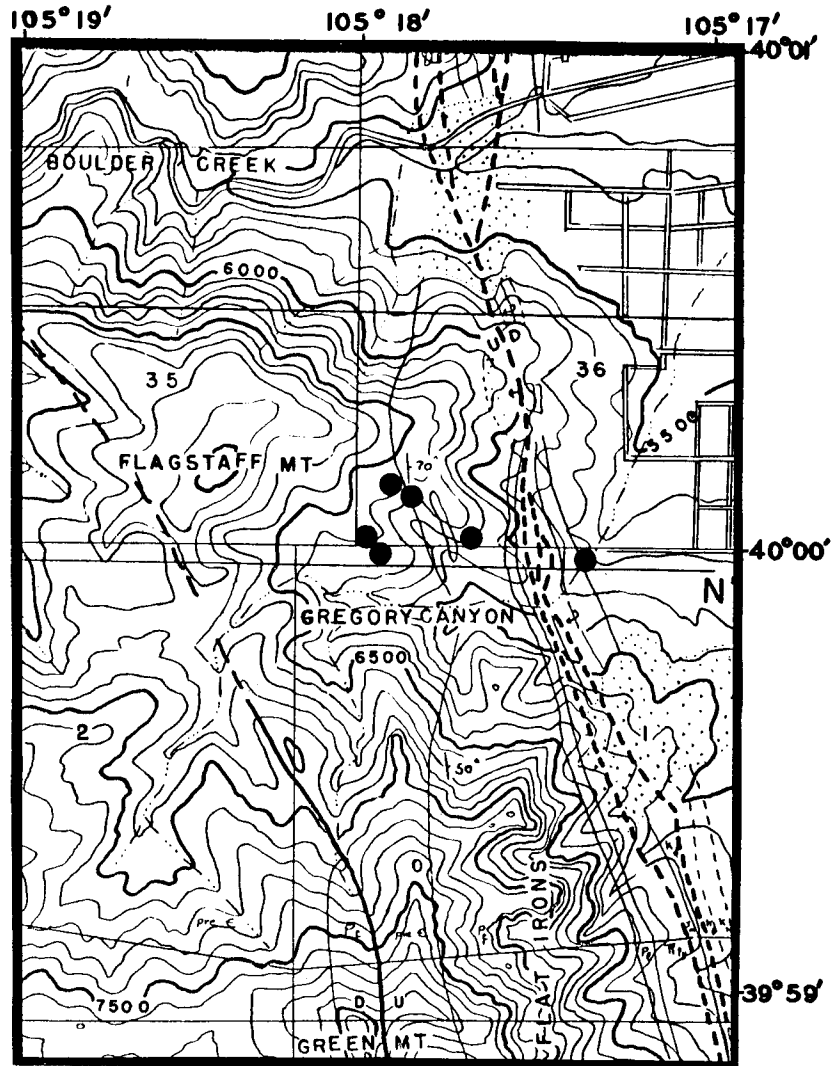 105° 19′ 105° 18′ 105° 17′
40° 01′
BOULDER CREEK
6000
U D
35
36
5500
FLAGSTAFF MT
70
40° 00′
N
GREGORY CANYON
6500
2
1
50°
O
FLAT IRONS
pre Є
39° 59′
7500
D U
GREEN MT